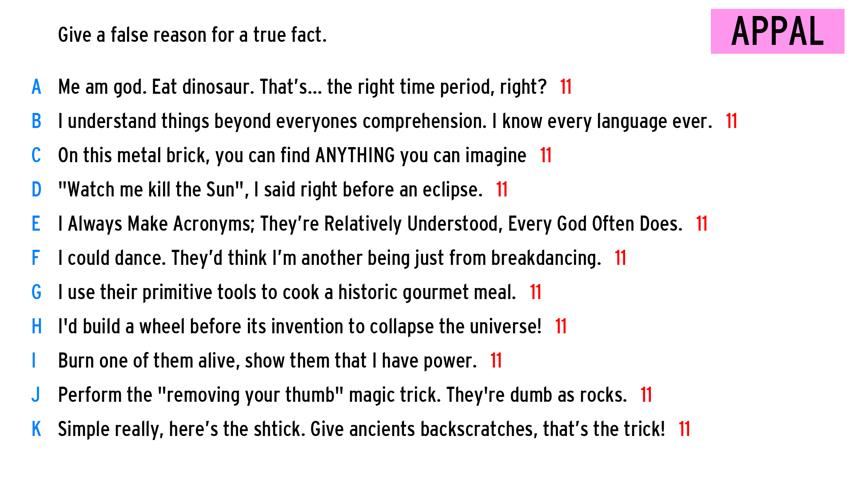 Give a false reason for a true fact.
APPAL
A Me am god. Eat dinosaur. That's... the right time period, right? 11
B I understand things beyond everyones comprehension. I know every language ever. 11
C On this metal brick, you can find ANYTHING you can imagine 11
D "Watch me kill the Sun", I said right before an eclipse. 11
E I Always Make Acronyms; They're Relatively Understood, Every God Often Does. 11
F I could dance. They'd think I'm another being just from breakdancing. 11
G I use their primitive tools to cook a historic gourmet meal. 11
H I'd build a wheel before its invention to collapse the universe! 11
I Burn one of them alive, show them that I have power. 11
J Perform the "removing your thumb" magic trick. They're dumb as rocks. 11
K Simple really, here's the shtick. Give ancients backscratches, that's the trick! 11